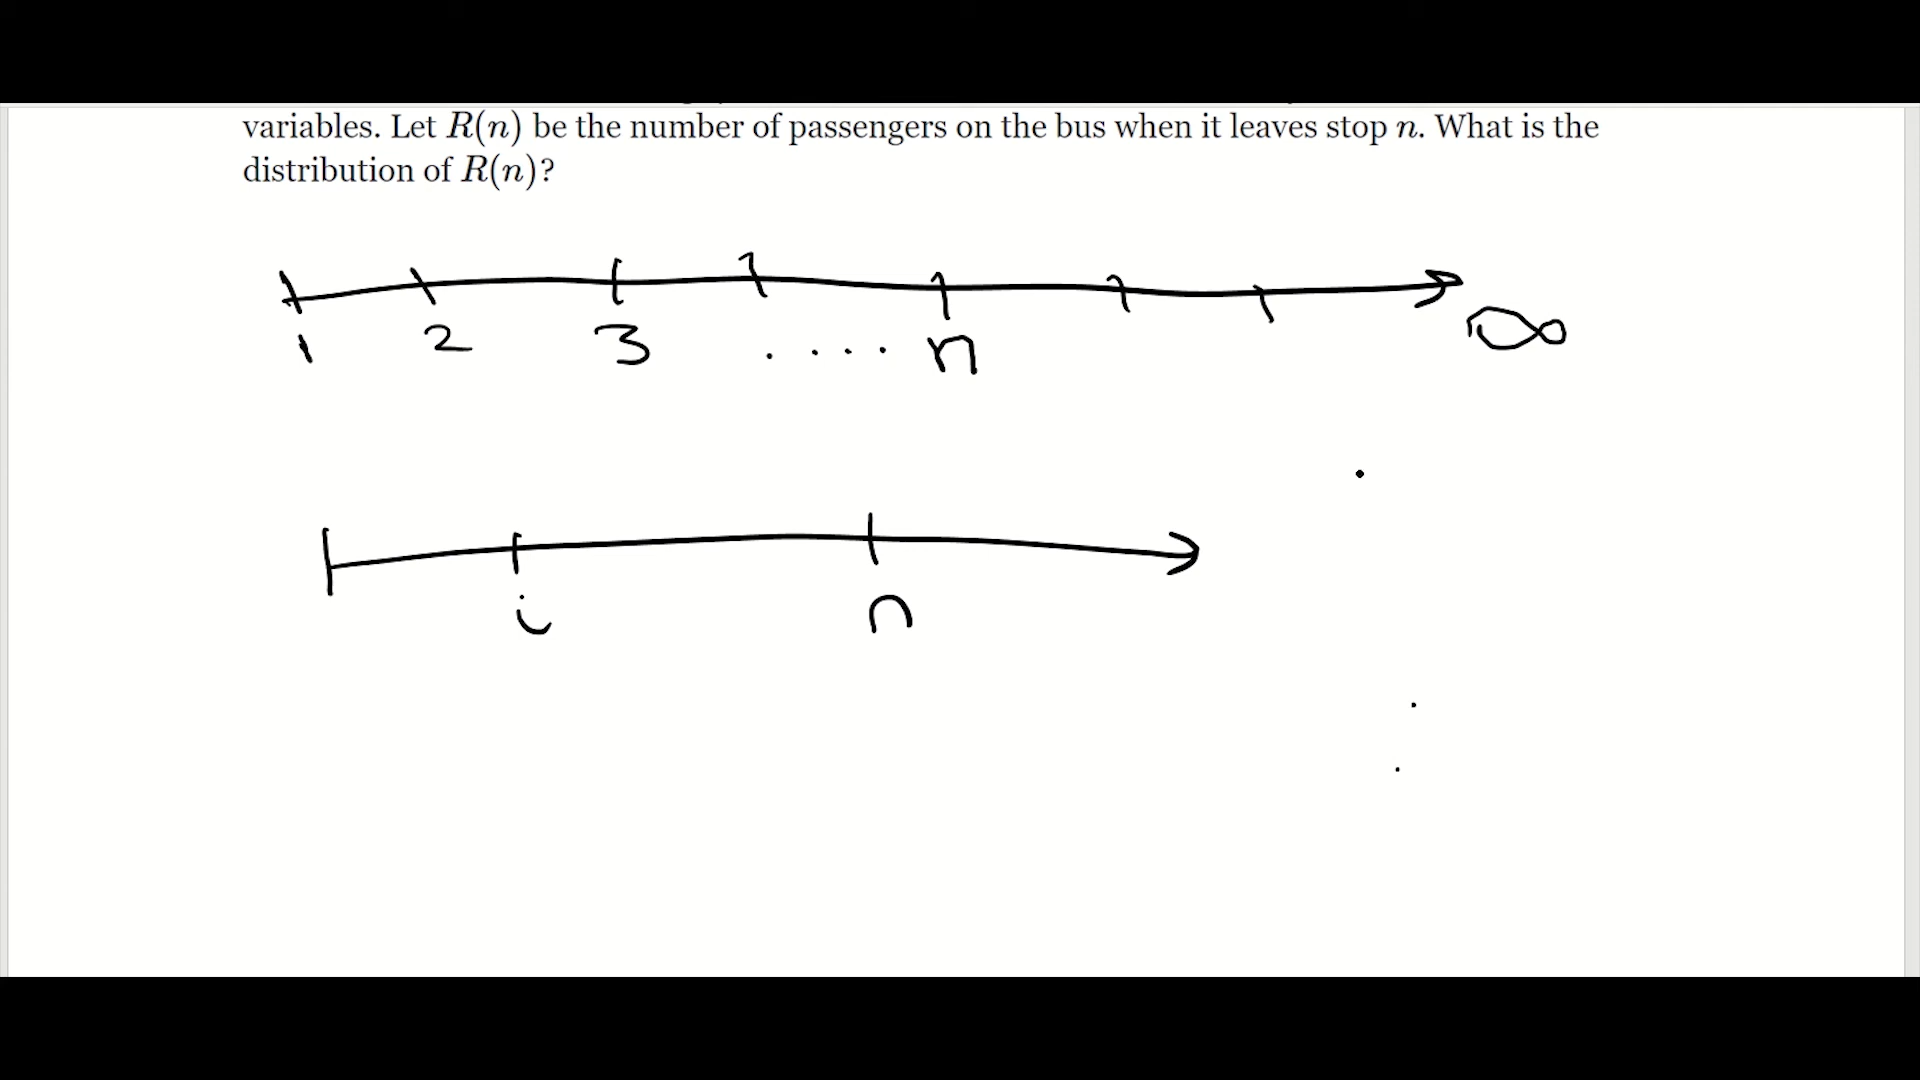 variables. Let R(n) be the number of passengers on the bus when it leaves stop n. What is the
distribution of R(n)?
1 2 3 .... n ∞
i n